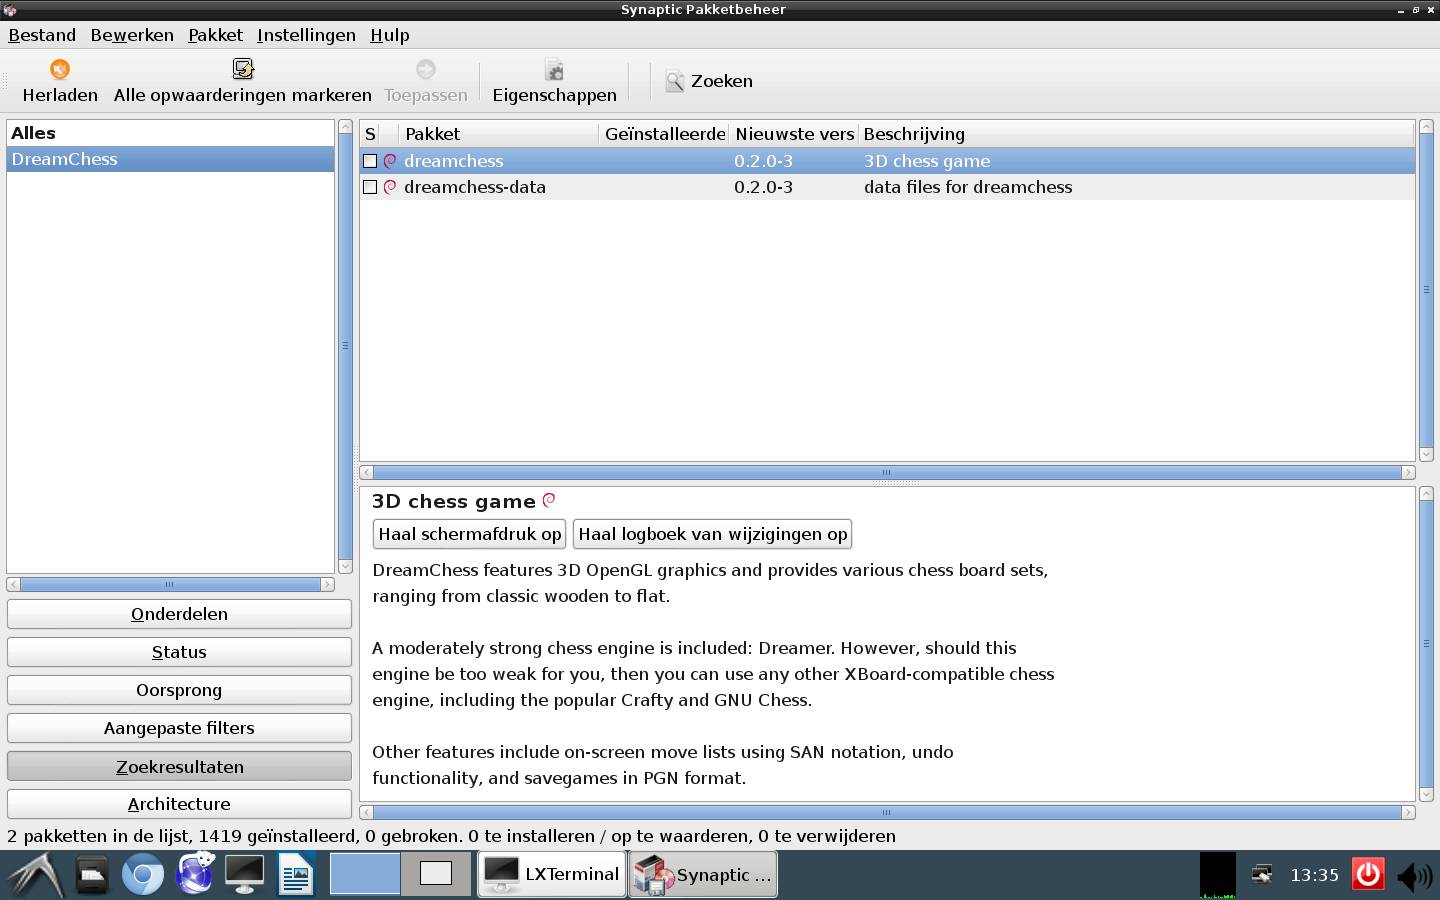 Synaptic Pakketbeheer
Bestand Bewerken Pakket Instellingen Hulp
Herladen Alle opwaarderingen markeren Toepassen Eigenschappen Zoeken
Alles
DreamChess
S Pakket Geïnstalleerde Nieuwste vers Beschrijving
dreamchess 0.2.0-3 3D chess game
dreamchess-data 0.2.0-3 data files for dreamchess
3D chess game
Haal schermafdruk op Haal logboek van wijzigingen op
DreamChess features 3D OpenGL graphics and provides various chess board sets,
ranging from classic wooden to flat.
A moderately strong chess engine is included: Dreamer. However, should this
engine be too weak for you, then you can use any other XBoard-compatible chess
engine, including the popular Crafty and GNU Chess.
Other features include on-screen move lists using SAN notation, undo
functionality, and savegames in PGN format.
Onderdelen
Status
Oorsprong
Aangepaste filters
Zoekresultaten
Architecture
2 pakketten in de lijst, 1419 geïnstalleerd, 0 gebroken. 0 te installeren / op te waarderen, 0 te verwijderen
LXTerminal Synaptic ... 13:35